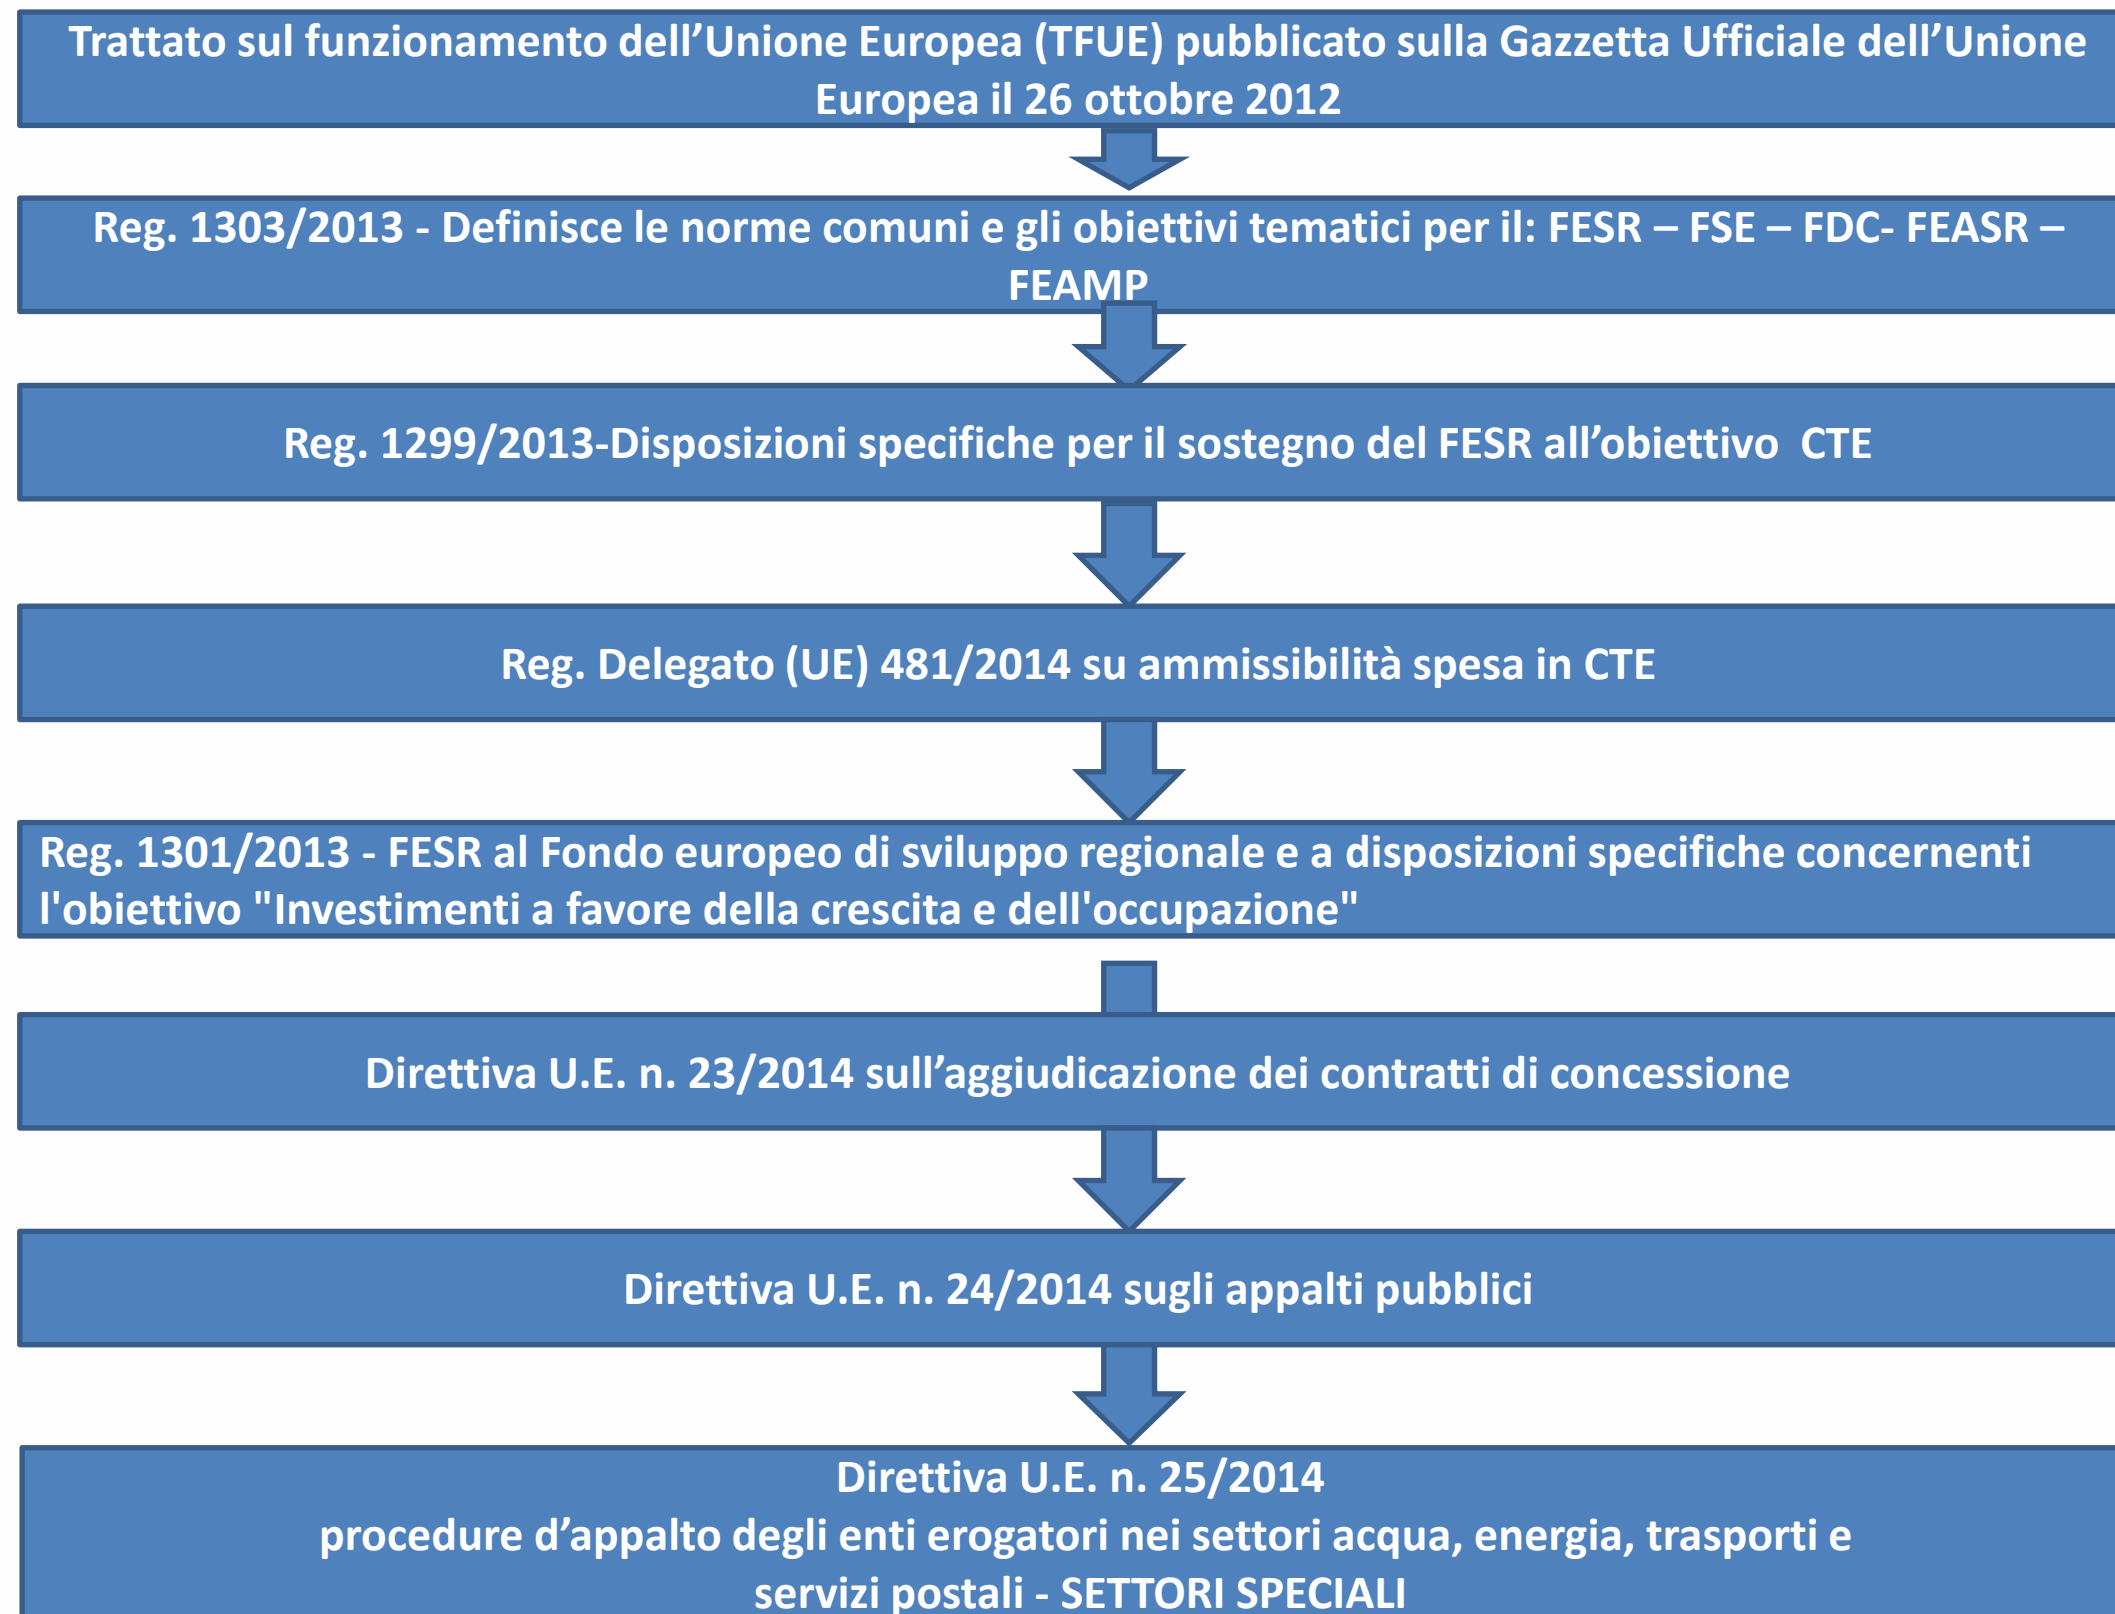 Trattato sul funzionamento dell’Unione Europea (TFUE) pubblicato sulla Gazzetta Ufficiale dell’Unione
Europea il 26 ottobre 2012
Reg. 1303/2013 - Definisce le norme comuni e gli obiettivi tematici per il: FESR – FSE – FDC- FEASR –
FEAMP
Reg. 1299/2013-Disposizioni specifiche per il sostegno del FESR all’obiettivo  CTE
Reg. Delegato (UE) 481/2014 su ammissibilità spesa in CTE
Reg. 1301/2013 - FESR al Fondo europeo di sviluppo regionale e a disposizioni specifiche concernenti
l'obiettivo "Investimenti a favore della crescita e dell'occupazione"
Direttiva U.E. n. 23/2014 sull’aggiudicazione dei contratti di concessione
Direttiva U.E. n. 24/2014 sugli appalti pubblici
Direttiva U.E. n. 25/2014
procedure d’appalto degli enti erogatori nei settori acqua, energia, trasporti e
servizi postali - SETTORI SPECIALI